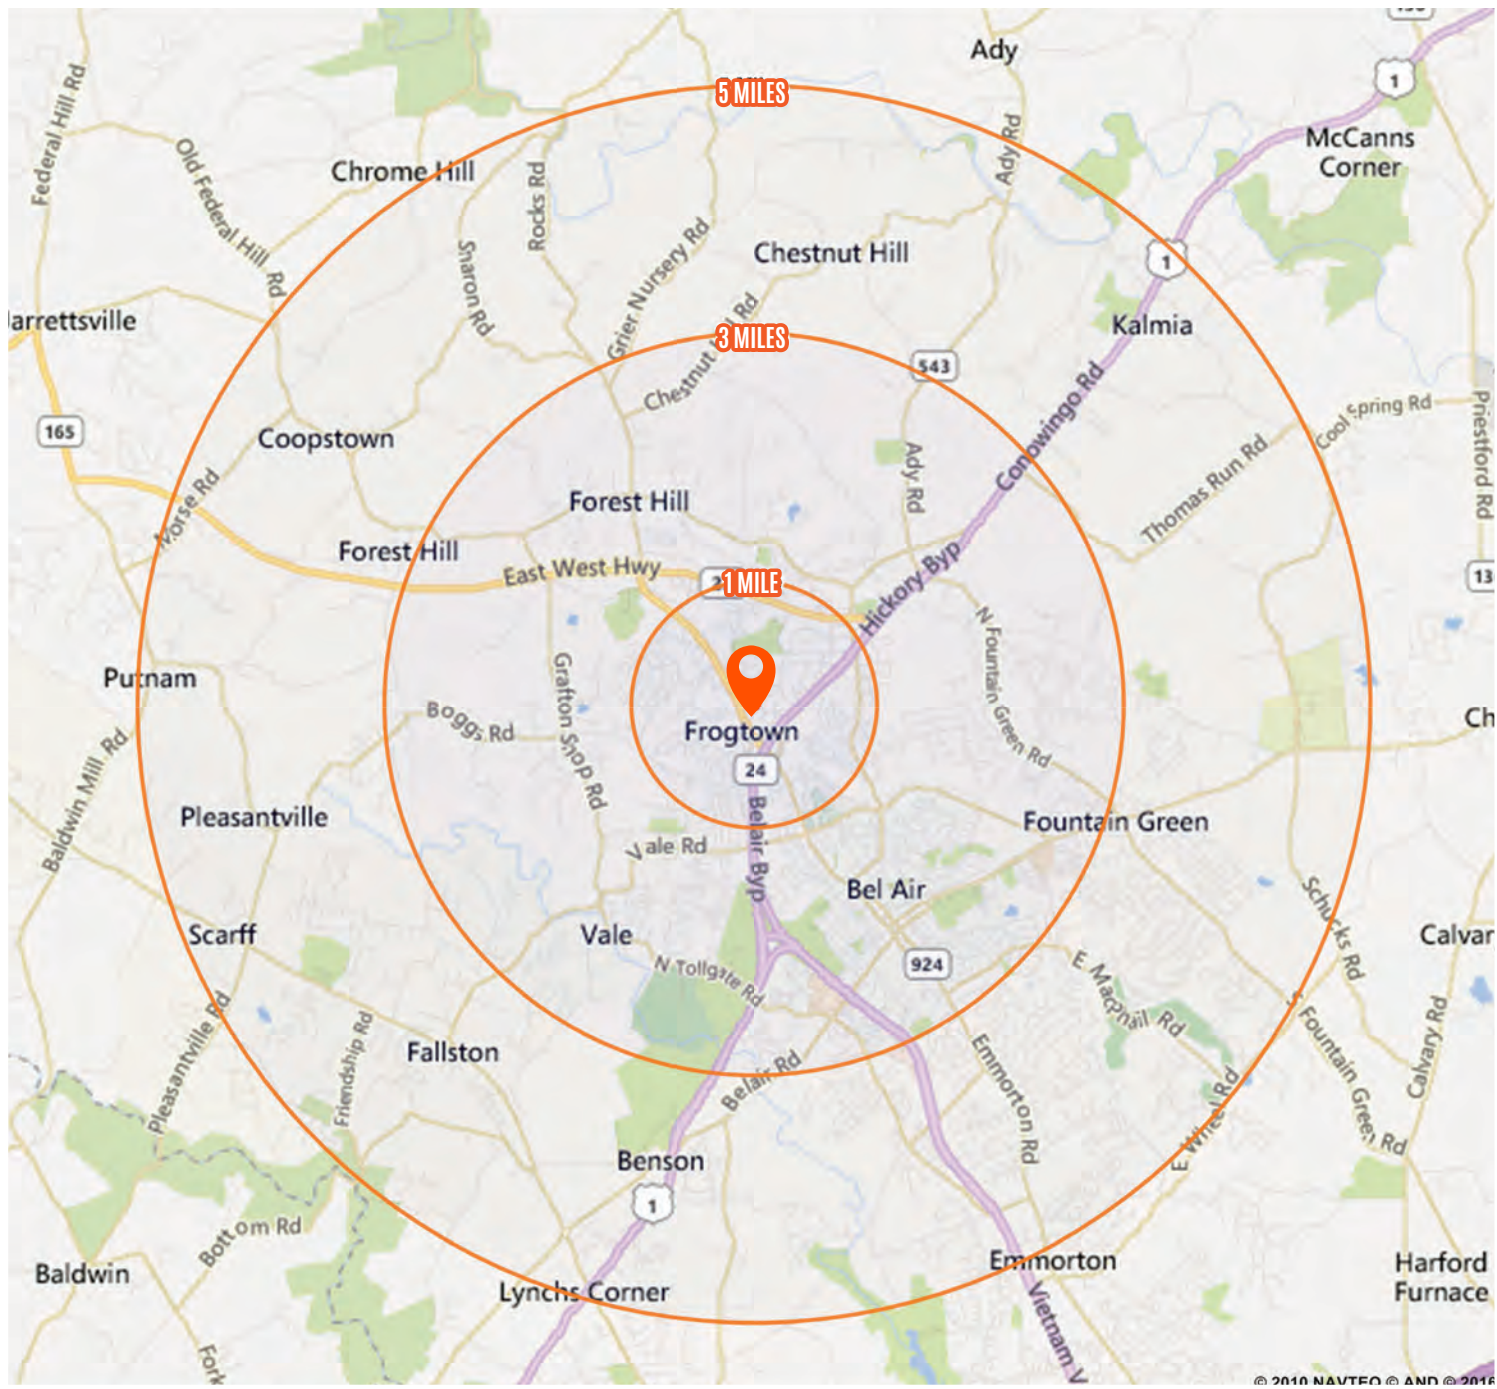 Ady
1
5 MILES
McCanns
Corner
Federal Hill Rd
Old Federal Hill Rd
Chrome Hill
Rocks Rd
Ady Rd
Sharon Rd
Grier Nursery Rd
Chestnut Hill
1
Kalmia
arrettsville
3 MILES
543
Chestnut Rd
Conowingo Rd
Cool Spring Rd
Priestford Rd
165
Coopstown
Thomas Run Rd
Morse Rd
Ady Rd
Forest Hill
Forest Hill
East West Hwy
1 MILE
Hickory Byp
13
N Fountain Green Rd
Putnam
Grafton Shop Rd
Boggs Rd
Frogtown
Ch
24
Baldwin Mill Rd
Pleasantville
Belair Byp
Fountain Green
Vale Rd
Bel Air
Scarff
Vale
Schucks Rd
Calvar
N Tollgate Rd
924
E Macphail Rd
Pleasantville Rd
Friendship Rd
Fallston
Belair Rd
Emmorton Rd
S Fountain Green Rd
Calvary Rd
E Wheel Rd
Benson
1
Bottom Rd
Baldwin
Lynchs Corner
Emmorton
Harford
Furnace
Vietnam V
Fork
© 2010 NAVTEQ © AND © 2016